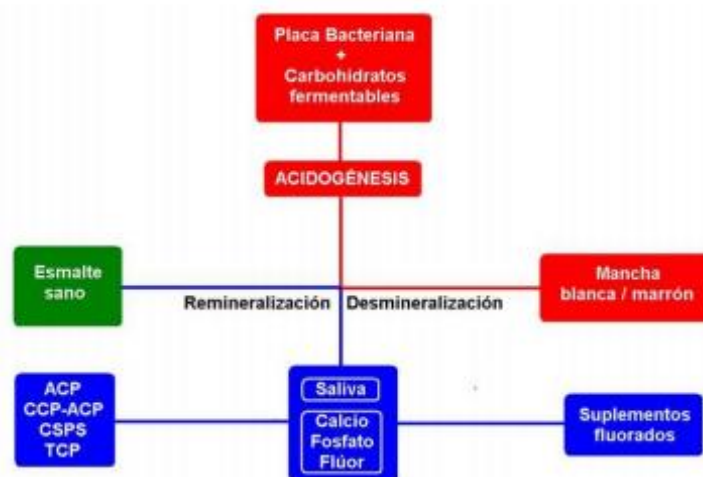 Placa Bacteriana
+
Carbohidratos
fermentables
ACIDOGÉNESIS
Esmalte
sano
Remineralización
Desmineralización
Mancha
blanca / marrón
ACP
CCP-ACP
CSPS
TCP
Saliva
Calcio
Fosfato
Flúor
Suplementos
fluorados